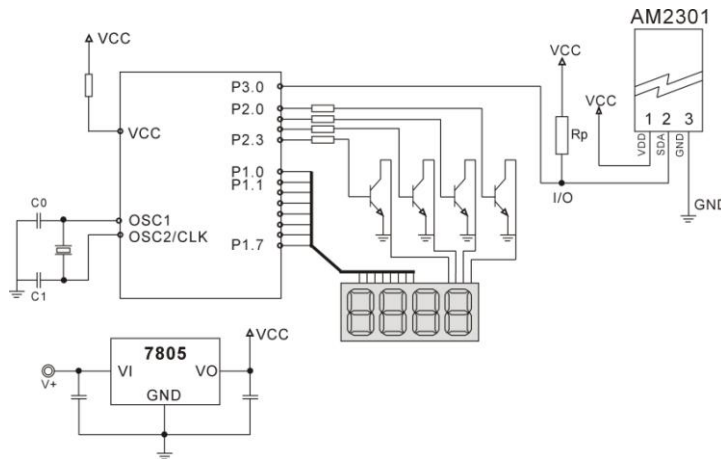 AM2301
VCC
VCC
VCC
P3.0
P2.0
P2.3
P1.0
P1.1
P1.7
VCC
OSC1
OSC2/CLK
C0
C1
Rp
1 2 3
VDD
SDA
GND
I/O
GND
7805
VI VO
GND
V+
VCC